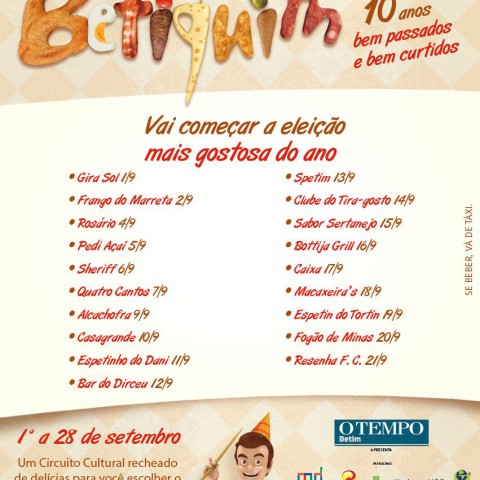 Betiquim
10 anos
bem passados
e bem curtidos
Vai começar a eleição
mais gostosa do ano
• Gira Sol 1/9
• Frango do Marreta 2/9
• Rosário 4/9
• Pedi Açaí 5/9
• Sheriff 6/9
• Quatro Cantos 7/9
• Alcachofra 9/9
• Casagrande 10/9
• Espetinho do Dani 11/9
• Bar do Dirceu 12/9
• Spetim 13/9
• Clube do Tira-gosto 14/9
• Sabor Sertanejo 15/9
• Bottija Grill 16/9
• Caixa 17/9
• Macaxeira's 18/9
• Espetin do Tortin 19/9
• Fogão de Minas 20/9
• Resenha F. C. 21/9
SE BEBER, VÁ DE TÁXI.
1º a 28 de setembro
Um Circuito Cultural recheado
de delícias para você escolher o
O TEMPO
Betim
APRESENTA
PATROCÍNIO